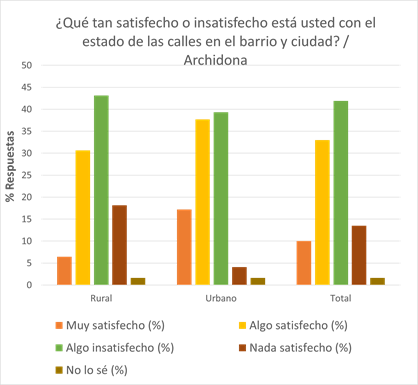 ¿Qué tan satisfecho o insatisfecho está usted con el
estado de las calles en el barrio y ciudad? /
Archidona
% Respuestas
50
45
40
35
30
25
20
15
10
5
0
Rural
Urbano
Total
Muy satisfecho (%)
Algo satisfecho (%)
Algo insatisfecho (%)
Nada satisfecho (%)
No lo sé (%)